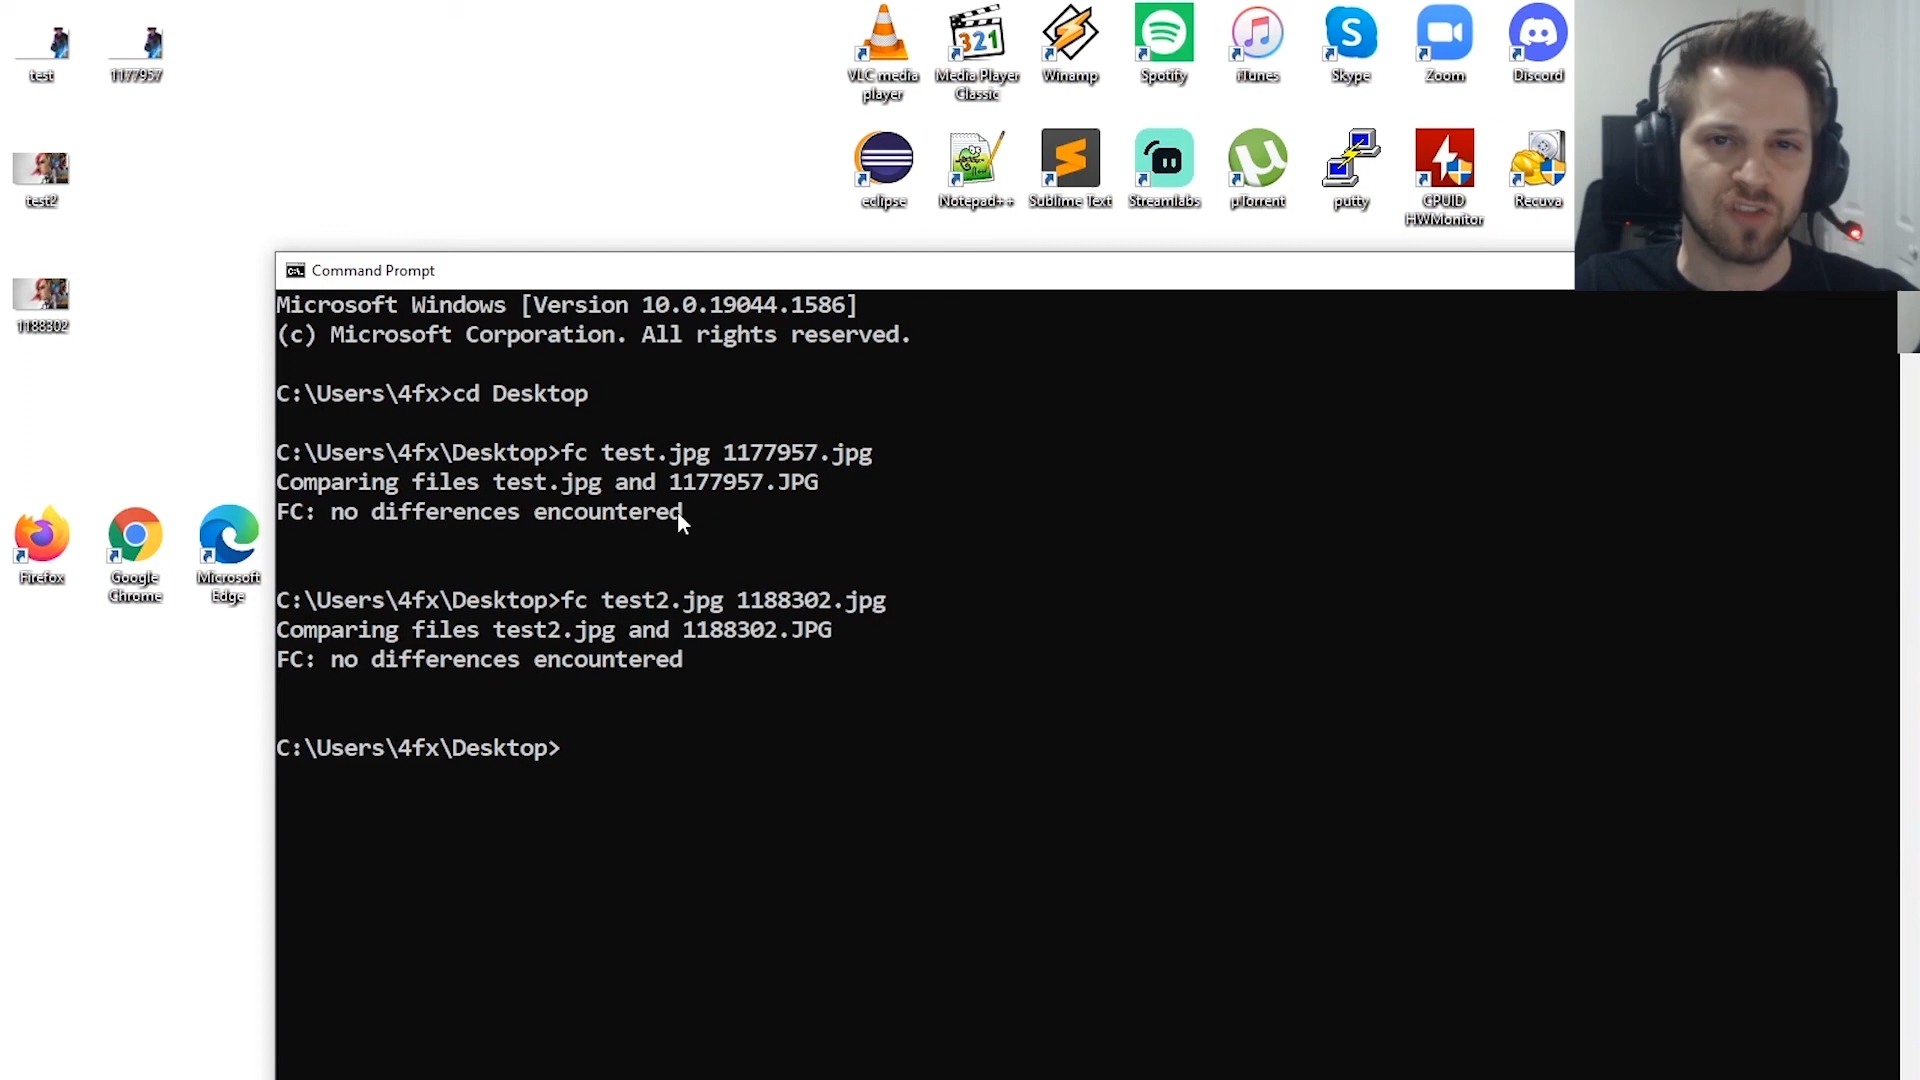 test
1177957
VLC media
player
Media Player
Classic
321
Winamp
Spotify
iTunes
S
Skype
Zoom
Discord
test2
eclipse
Notepad++
Sublime Text
Streamlabs
µ
µTorrent
putty
CPUID
HWMonitor
Recuva
1188302
Firefox
Google
Chrome
Microsoft
Edge
C:\_
Command Prompt
Microsoft Windows [Version 10.0.19044.1586]
(c) Microsoft Corporation. All rights reserved.
C:\Users\4fx>cd Desktop
C:\Users\4fx\Desktop>fc test.jpg 1177957.jpg
Comparing files test.jpg and 1177957.JPG
FC: no differences encountered
C:\Users\4fx\Desktop>fc test2.jpg 1188302.jpg
Comparing files test2.jpg and 1188302.JPG
FC: no differences encountered
C:\Users\4fx\Desktop>